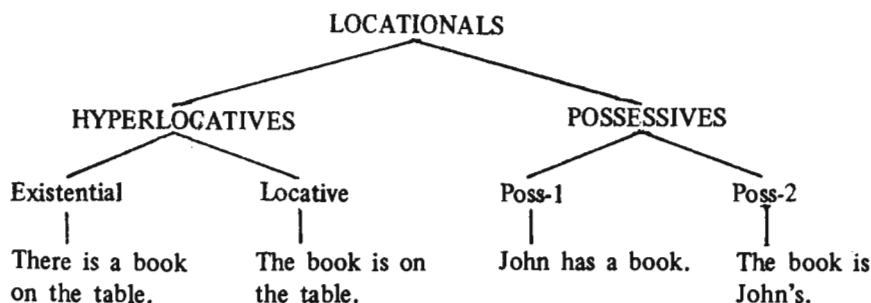 LOCATIONALS
HYPERLOCATIVES POSSESSIVES
Existential Locative Poss-1 Poss-2
There is a book The book is on John has a book. The book is
on the table. the table. John's.